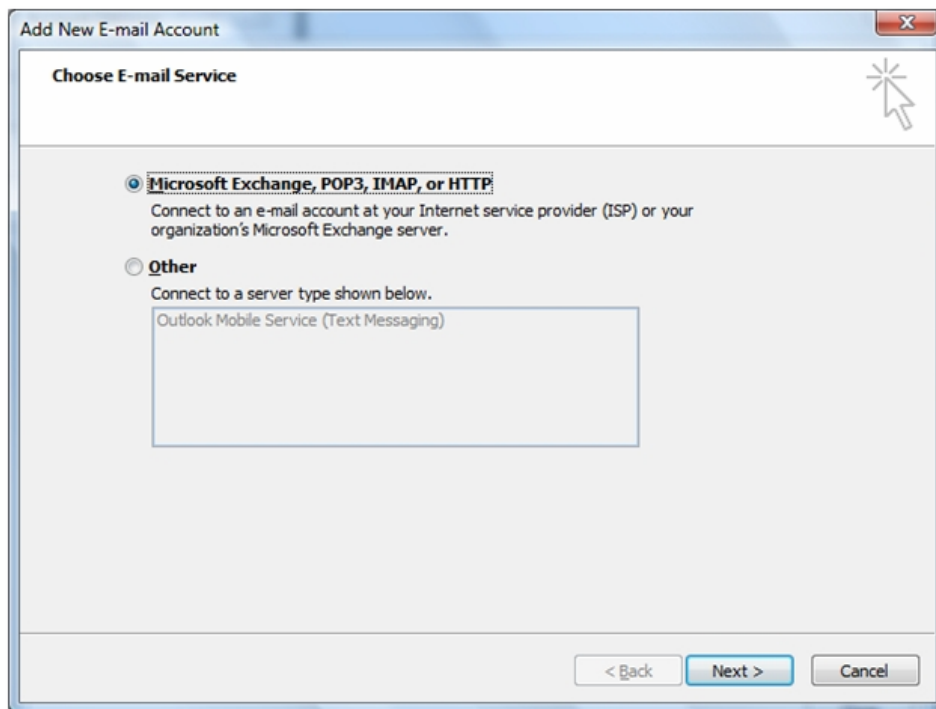 Add New E-mail Account
Choose E-mail Service
Microsoft Exchange, POP3, IMAP, or HTTP
Connect to an e-mail account at your Internet service provider (ISP) or your
organization's Microsoft Exchange server.
Other
Connect to a server type shown below.
Outlook Mobile Service (Text Messaging)
< Back Next > Cancel